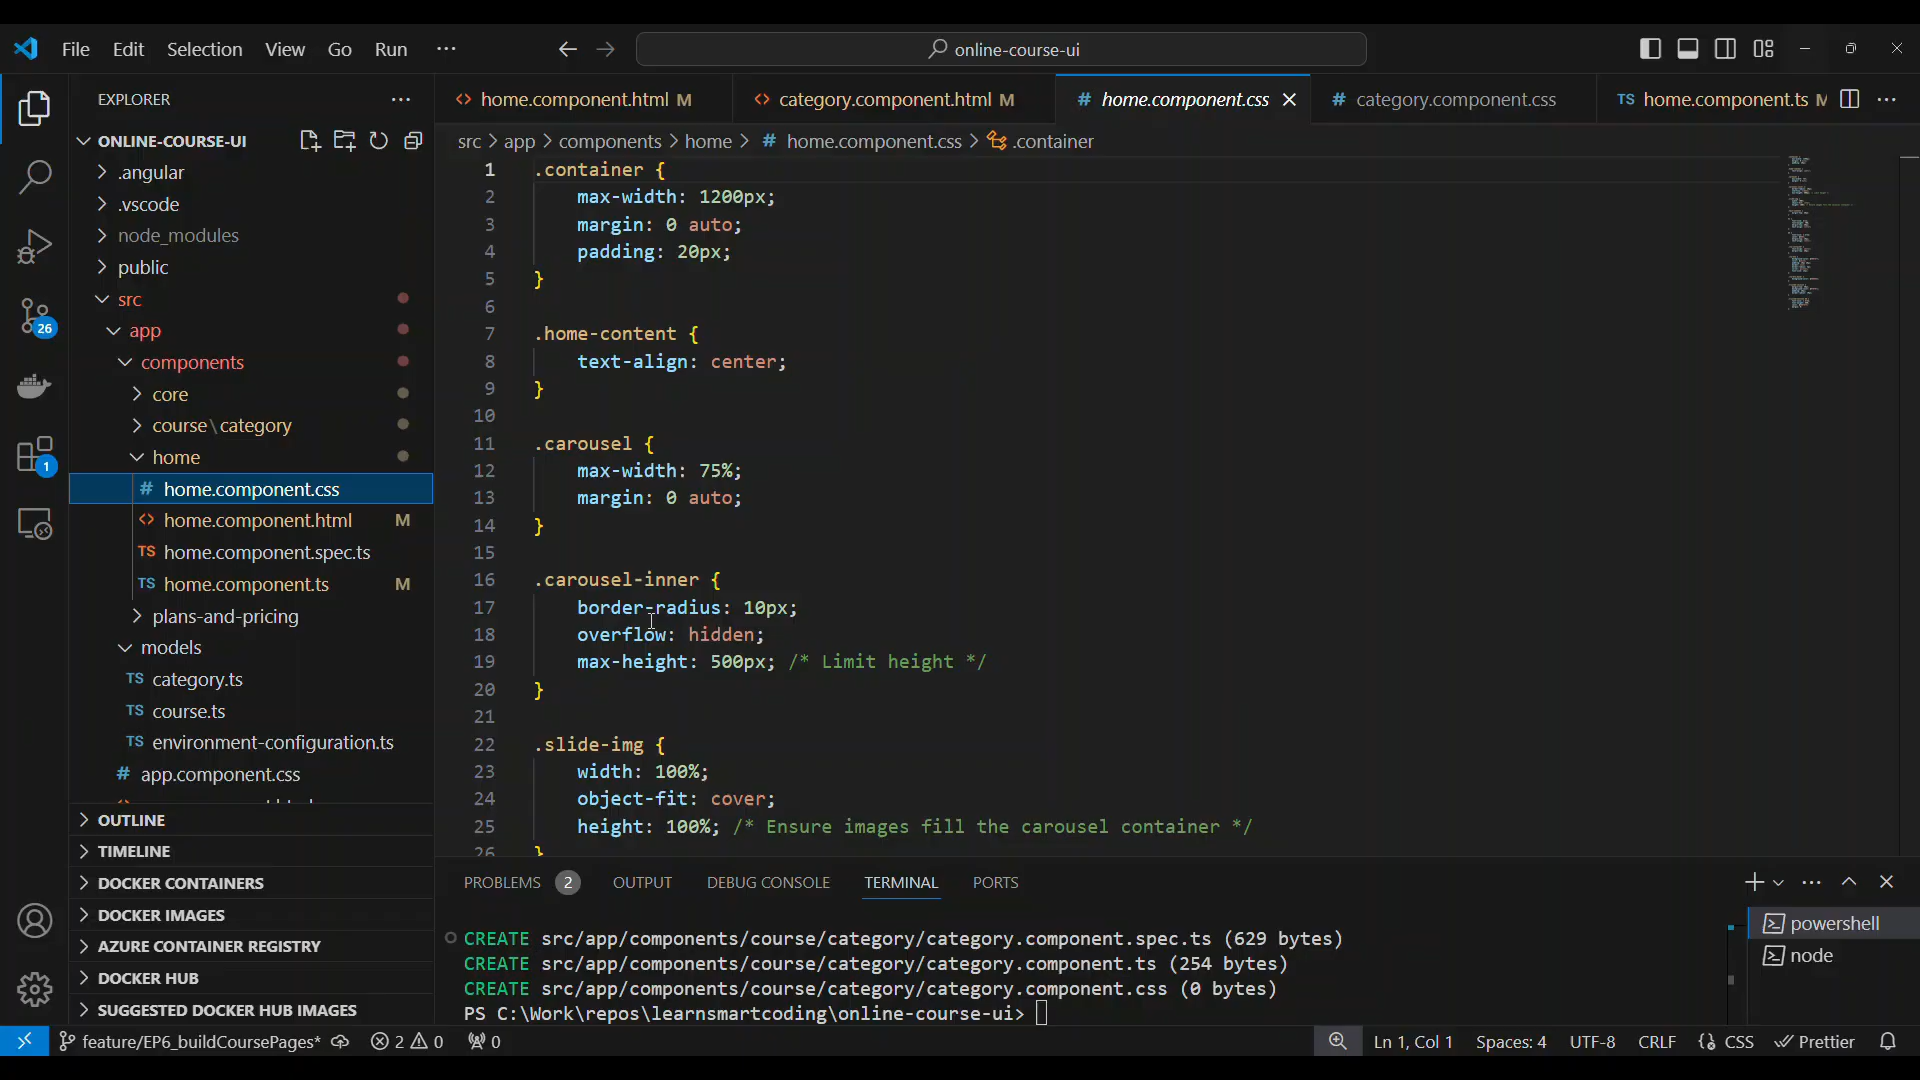 File Edit Selection View Go Run ···
online-course-ui
EXPLORER
ONLINE-COURSE-UI
.angular
.vscode
node_modules
public
src
app
components
core
course\category
home
# home.component.css
<> home.component.html M
TS home.component.spec.ts
TS home.component.ts M
plans-and-pricing
models
TS category.ts
TS course.ts
TS environment-configuration.ts
# app.component.css
OUTLINE
TIMELINE
DOCKER CONTAINERS
DOCKER IMAGES
AZURE CONTAINER REGISTRY
DOCKER HUB
SUGGESTED DOCKER HUB IMAGES
26
1
<> home.component.html M
<> category.component.html M
# home.component.css
# category.component.css
TS home.component.ts M
src > app > components > home > # home.component.css > .container
1 .container {
2 max-width: 1200px;
3 margin: 0 auto;
4 padding: 20px;
5 }
6
7 .home-content {
8 text-align: center;
9 }
10
11 .carousel {
12 max-width: 75%;
13 margin: 0 auto;
14 }
15
16 .carousel-inner {
17 border-radius: 10px;
18 overflow: hidden;
19 max-height: 500px; /* Limit height */
20 }
21
22 .slide-img {
23 width: 100%;
24 object-fit: cover;
25 height: 100%; /* Ensure images fill the carousel container */
26 }
PROBLEMS 2 OUTPUT DEBUG CONSOLE TERMINAL PORTS
CREATE src/app/components/course/category/category.component.spec.ts (629 bytes)
CREATE src/app/components/course/category/category.component.ts (254 bytes)
CREATE src/app/components/course/category/category.component.css (0 bytes)
PS C:\Work\repos\learnsmartcoding\online-course-ui>
powershell
node
feature/EP6_buildCoursePages* 2 0 0
Ln 1, Col 1 Spaces: 4 UTF-8 CRLF {} CSS Prettier